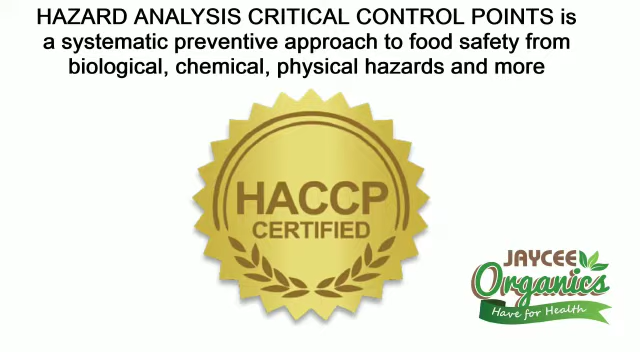 HAZARD ANALYSIS CRITICAL CONTROL POINTS is
a systematic preventive approach to food safety from
biological, chemical, physical hazards and more
HACCP
CERTIFIED
JAYCEE
Organics
Have for Health